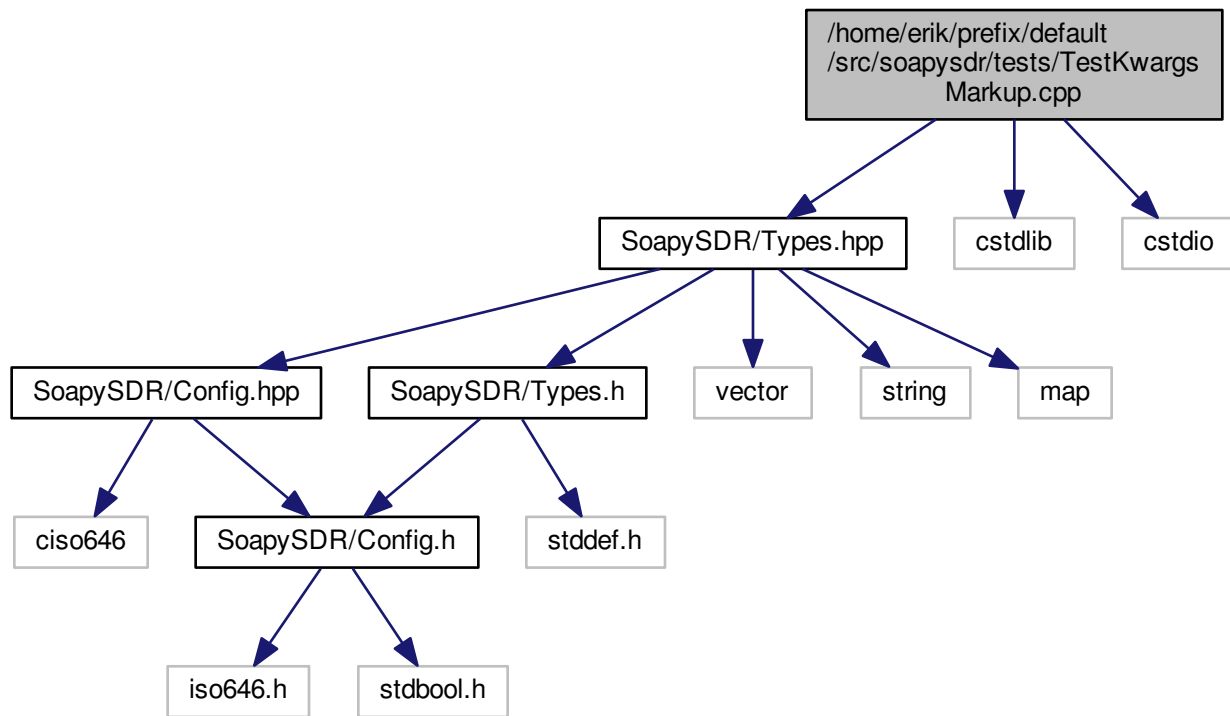 /home/erik/prefix/default
/src/soapysdr/tests/TestKwargs
Markup.cpp
SoapySDR/Types.hpp
cstdlib
cstdio
SoapySDR/Config.hpp
SoapySDR/Types.h
vector
string
map
ciso646
SoapySDR/Config.h
stddef.h
iso646.h
stdbool.h